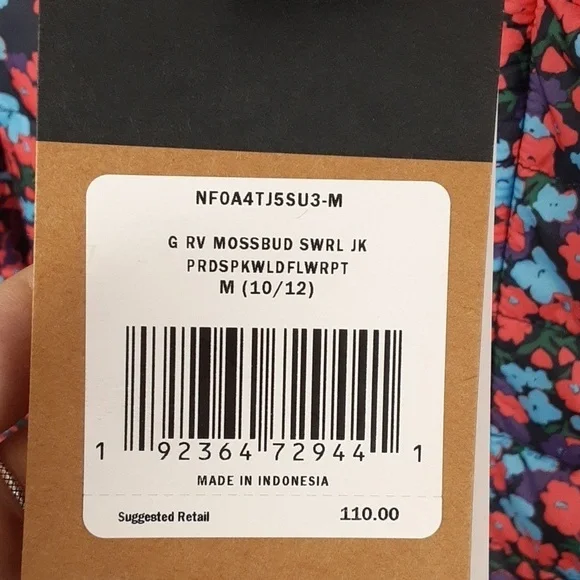 NF0A4TJ5SU3-M
G RV MOSSBUD SWRL JK
PRDSPKWLDFLWRPT
M (10/12)
1 92364 72944 1
MADE IN INDONESIA
Suggested Retail 110.00